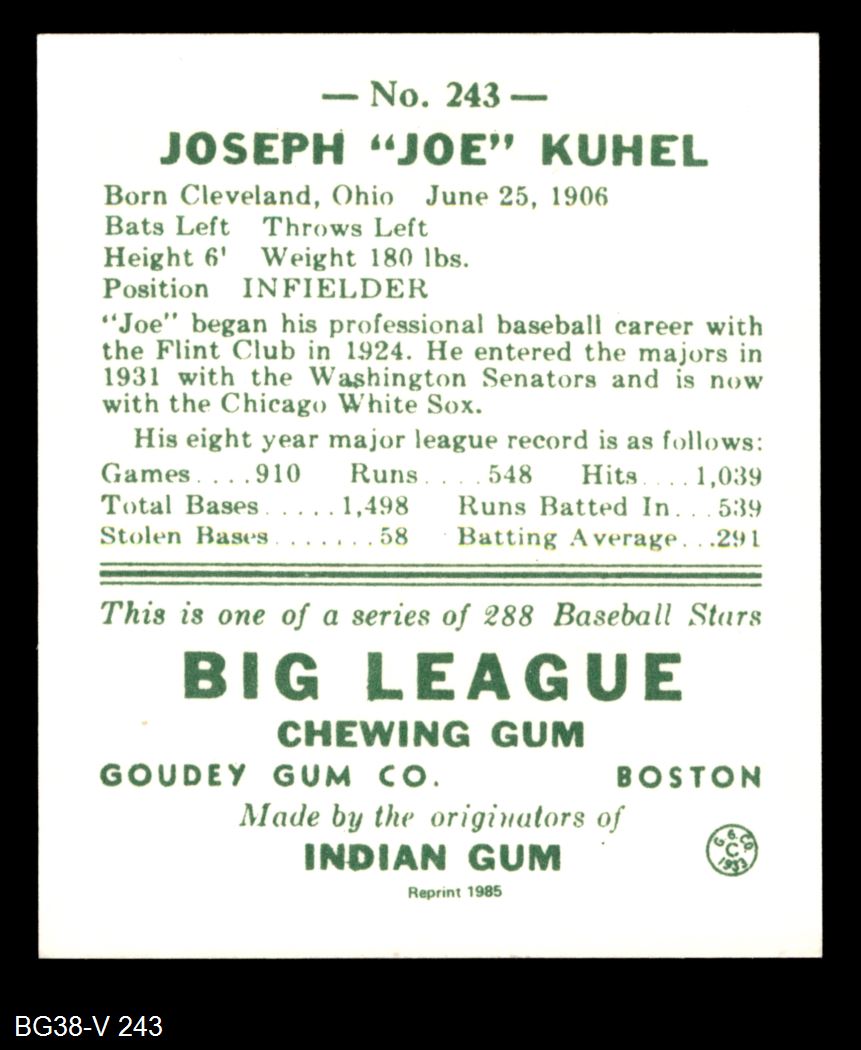 — No. 243 —
JOSEPH “JOE” KUHEL
Born Cleveland, Ohio June 25, 1906
Bats Left Throws Left
Height 6' Weight 180 lbs.
Position INFIELDER
“Joe” began his professional baseball career with
the Flint Club in 1924. He entered the majors in
1931 with the Washington Senators and is now
with the Chicago White Sox.
His eight year major league record is as follows:
Games....910 Runs....548 Hits....1,039
Total Bases.....1,498 Runs Batted In...539
Stolen Bases.......58 Batting Average...291
This is one of a series of 288 Baseball Stars
BIG LEAGUE
CHEWING GUM
GOUDEY GUM CO. BOSTON
Made by the originators of
INDIAN GUM
G. G. CO.
C
1933
Reprint 1985
BG38-V 243